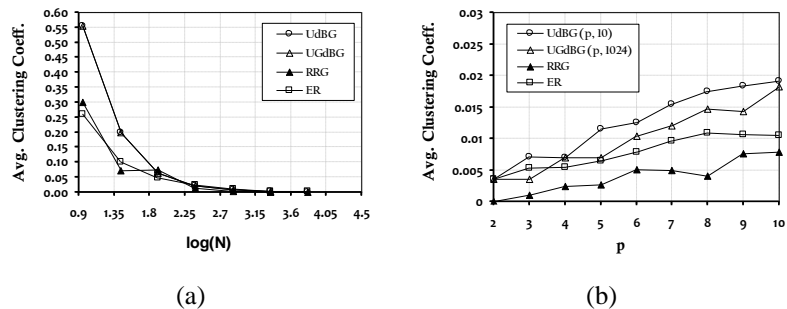 Avg. Clustering Coeff.
0.60
0.55
0.50
0.45
0.40
0.35
0.30
0.25
0.20
0.15
0.10
0.05
0.00
0.9 1.35 1.8 2.25 2.7 3.15 3.6 4.05 4.5
log(N)
UdBG
UGdBG
RRG
ER
(a)
Avg. Clustering Coeff.
0.03
0.025
0.02
0.015
0.01
0.005
0
2 3 4 5 6 7 8 9 10
p
UdBG (p, 10)
UGdBG (p, 1024)
RRG
ER
(b)